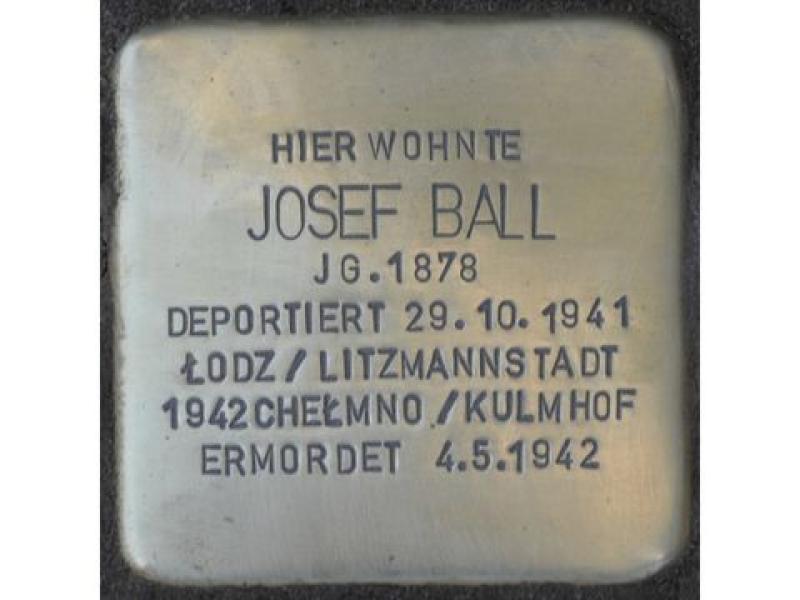 HIER WOHNTE
JOSEF BALL
JG. 1878
DEPORTIERT 29.10.1941
ŁODZ / LITZMANNSTADT
1942 CHEŁMNO / KULMHOF
ERMORDET 4.5.1942